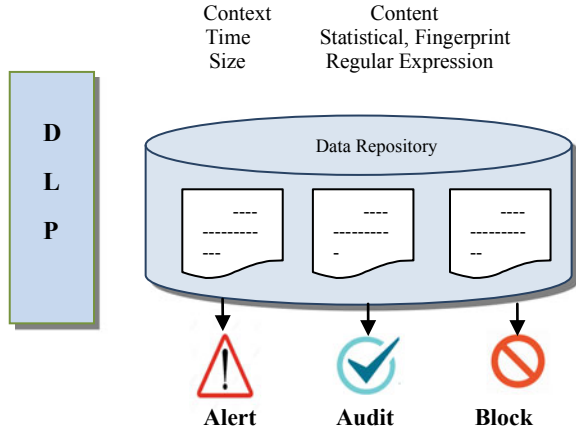 Context Content
Time Statistical, Fingerprint
Size Regular Expression
D
L
P
Data Repository
---- ---- ----
--------- --------- ---------
--- - --
Alert Audit Block